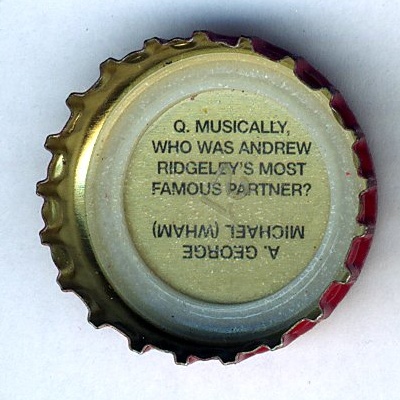 Q. MUSICALLY,
WHO WAS ANDREW
RIDGELEY'S MOST
FAMOUS PARTNER?
A. GEORGE
MICHAEL (WHAM)